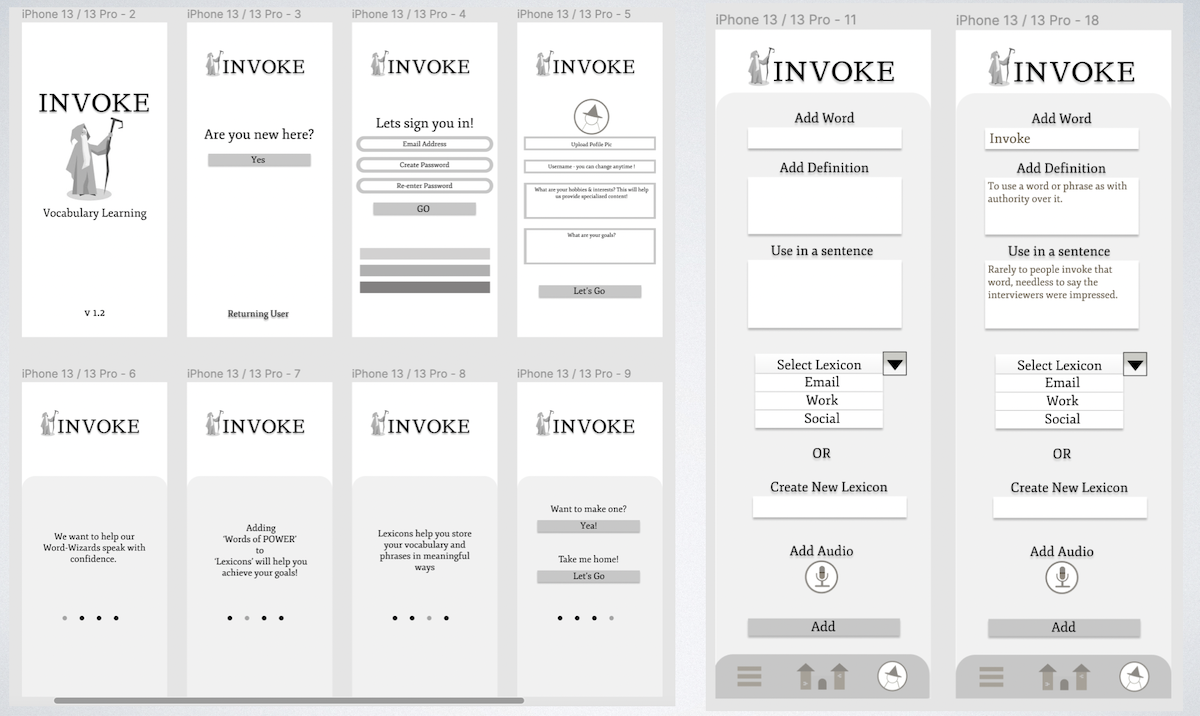 iPhone 13 / 13 Pro - 2
INVOKE
Vocabulary Learning
V 1.2
iPhone 13 / 13 Pro - 3
INVOKE
Are you new here?
Yes
Returning User
iPhone 13 / 13 Pro - 4
INVOKE
Lets sign you in!
Email Address
Create Password
Re-enter Password
GO
iPhone 13 / 13 Pro - 5
INVOKE
Upload Pofile Pic
Username - you can change anytime !
What are your hobbies & interests? This will help
us provide specialized content!
What are your goals?
Let's Go
iPhone 13 / 13 Pro - 6
INVOKE
We want to help our
Word-Wizards speak with
confidence.
iPhone 13 / 13 Pro - 7
INVOKE
Adding
'Words of POWER'
to
'Lexicons' will help you
achieve your goals!
iPhone 13 / 13 Pro - 8
INVOKE
Lexicons help you store
your vocabulary and
phrases in meaningful
ways
iPhone 13 / 13 Pro - 9
INVOKE
Want to make one?
Yea!
Take me home!
Let's Go
iPhone 13 / 13 Pro - 11
INVOKE
Add Word
Add Definition
Use in a sentence
Select Lexicon
Email
Work
Social
OR
Create New Lexicon
Add Audio
Add
iPhone 13 / 13 Pro - 18
INVOKE
Add Word
Invoke
Add Definition
To use a word or phrase as with
authority over it.
Use in a sentence
Rarely to people invoke that
word, needless to say the
interviewers were impressed.
Select Lexicon
Email
Work
Social
OR
Create New Lexicon
Add Audio
Add